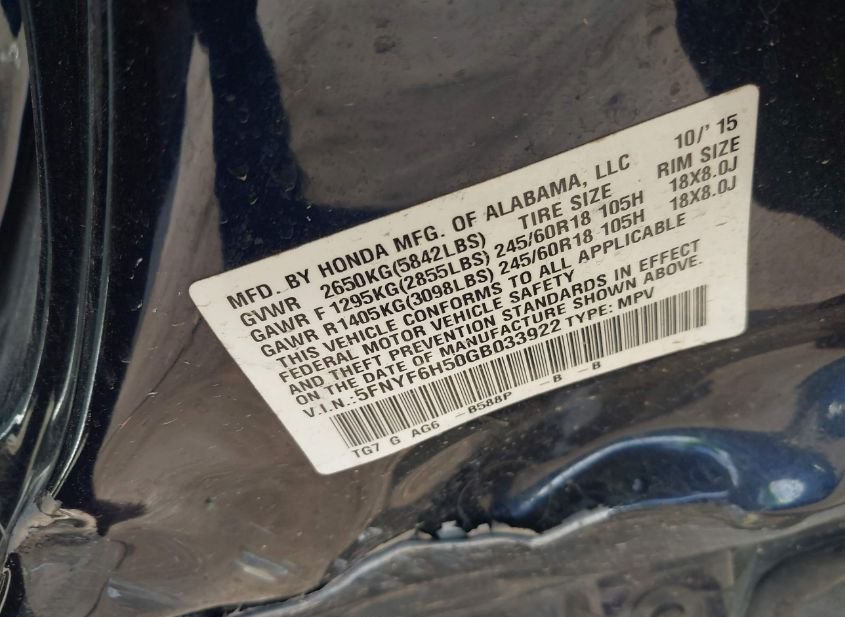 MFD. BY HONDA MFG. OF ALABAMA, LLC 10/' 15
GVWR 2650KG(5842LBS) TIRE SIZE RIM SIZE
GAWR F 1295KG(2855LBS) 245/60R18 105H 18X8.0J
GAWR R 1405KG(3098LBS) 245/60R18 105H 18X8.0J
THIS VEHICLE CONFORMS TO ALL APPLICABLE
FEDERAL MOTOR VEHICLE SAFETY
AND THEFT PREVENTION STANDARDS IN EFFECT
ON THE DATE OF MANUFACTURE SHOWN ABOVE.
V.I.N.:5FNYF6H50GB033922 TYPE: MPV
TG7 G AG6 -B588P -B -B